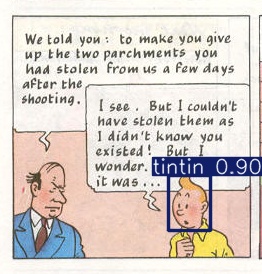 We told you : to make you give
up the two parchments you
had stolen from us a few days
after the
shooting.
I see . But I couldn't
have stolen them as
I didn't know you
existed! But I
wonder.
it was ...
tintin 0.90